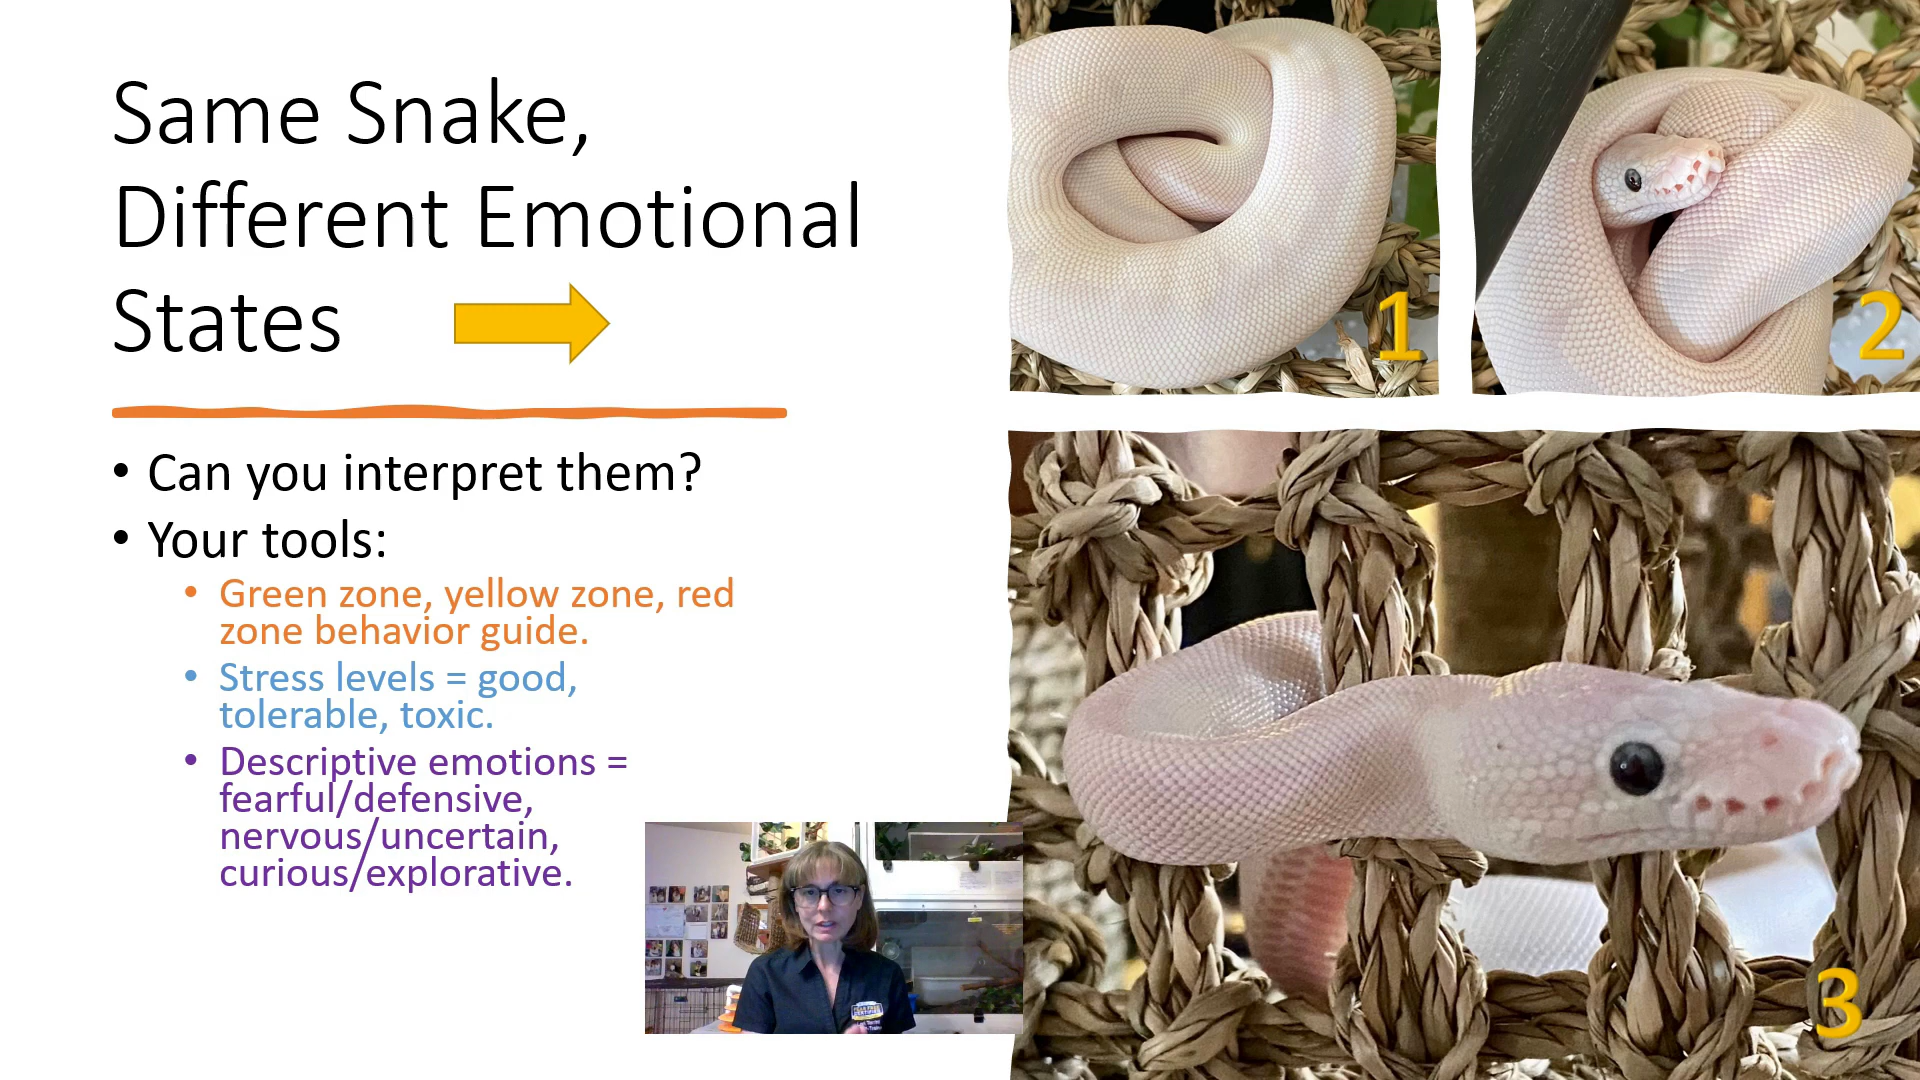 Same Snake,
Different Emotional
States
• Can you interpret them?
• Your tools:
• Green zone, yellow zone, red
zone behavior guide.
• Stress levels = good,
tolerable, toxic.
• Descriptive emotions =
fearful/defensive,
nervous/uncertain,
curious/explorative.
1
2
3